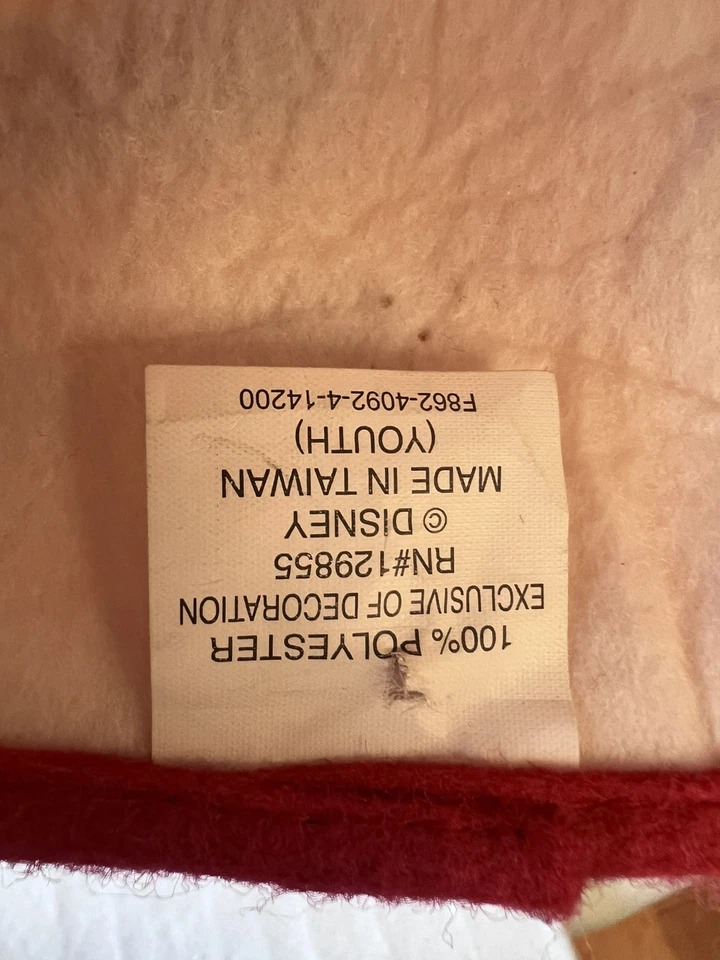 100% POLYESTER
EXCLUSIVE OF DECORATION
RN#129855
© DISNEY
MADE IN TAIWAN
(YOUTH)
F862-4092-4-14200